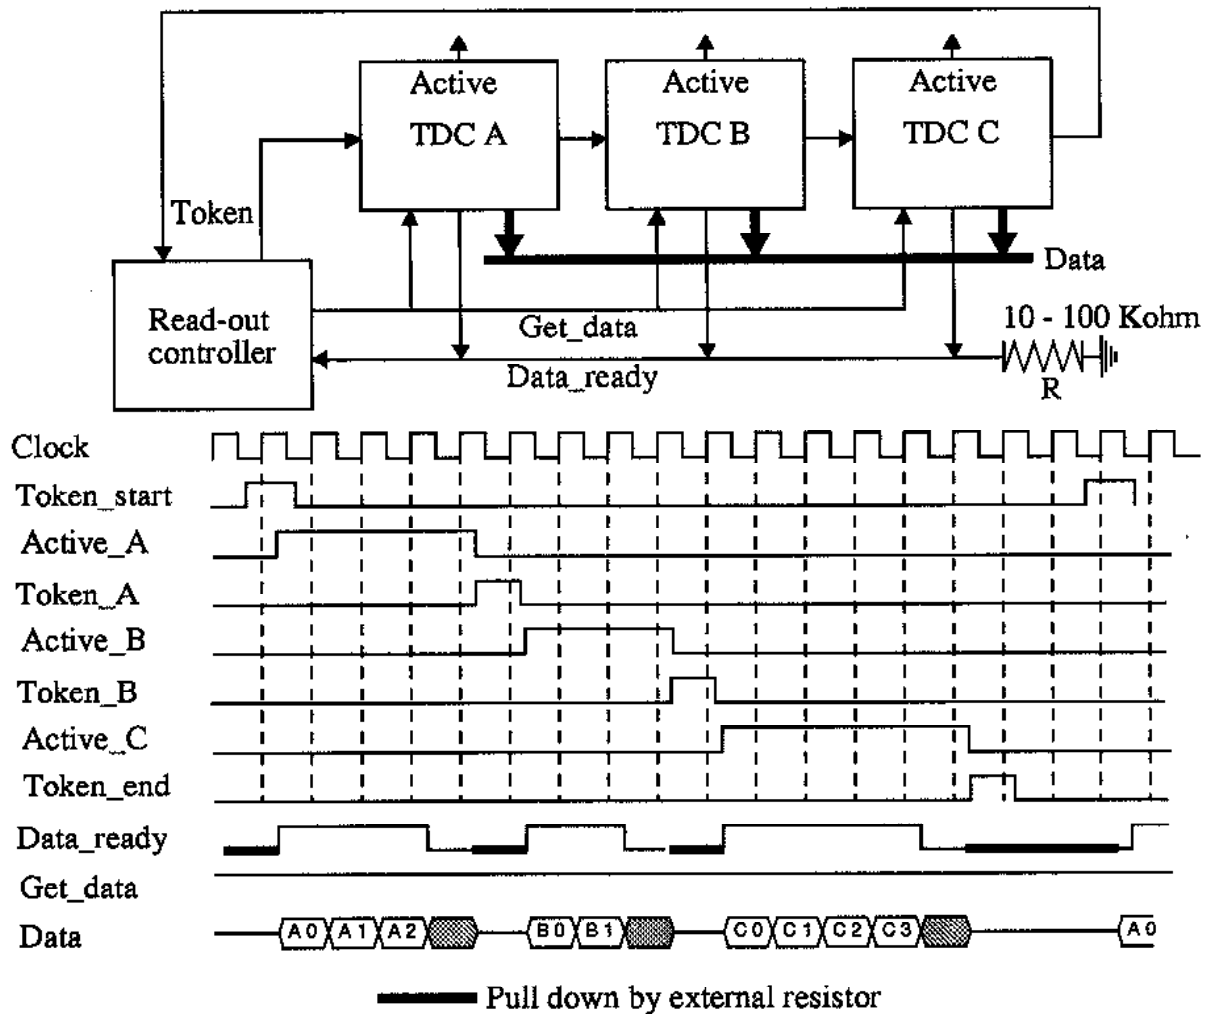 Active
TDC A
Active
TDC B
Active
TDC C
Token
Data
Read-out
controller
Get_data
10 - 100 Kohm
Data_ready
R
Clock
Token_start
Active_A
Token_A
Active_B
Token_B
Active_C
Token_end
Data_ready
Get_data
Data
A0 A1 A2 B0 B1 C0 C1 C2 C3 A0
Pull down by external resistor